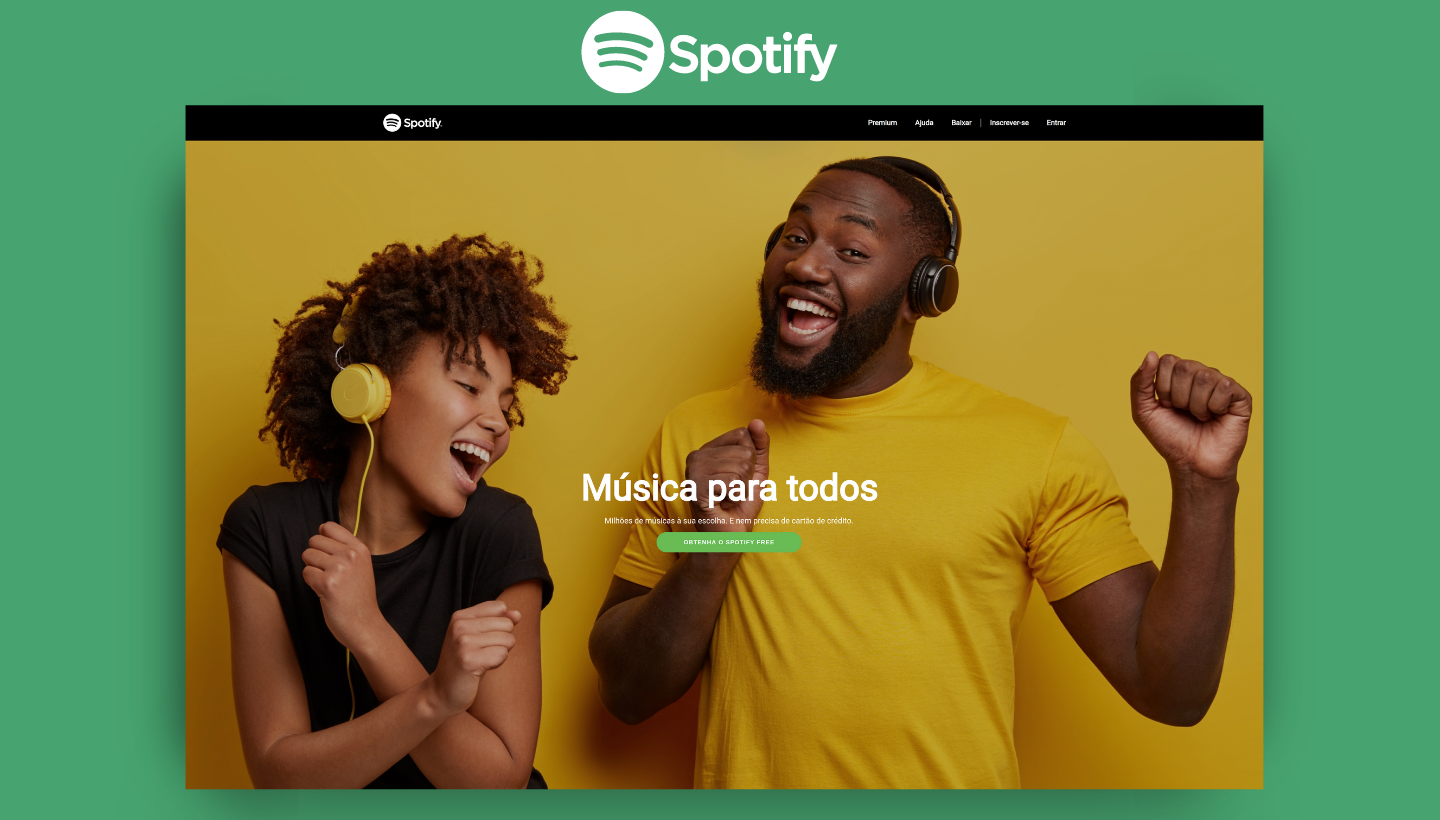 Spotify
Spotify
Premium Ajuda Baixar | Inscrever-se Entrar
Música para todos
Milhões de músicas à sua escolha. E nem precisa de cartão de crédito.
OBTENHA O SPOTIFY FREE